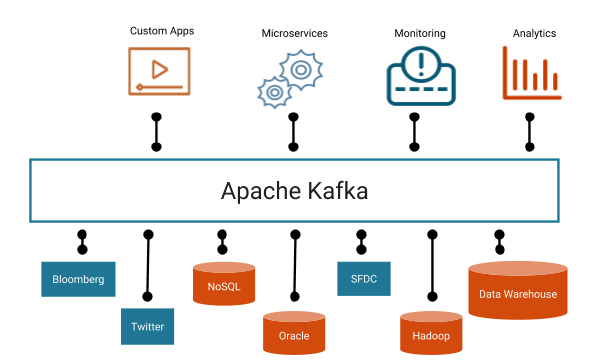 Custom Apps
Microservices
Monitoring
Analytics
Apache Kafka
Bloomberg
Twitter
NoSQL
Oracle
SFDC
Hadoop
Data Warehouse